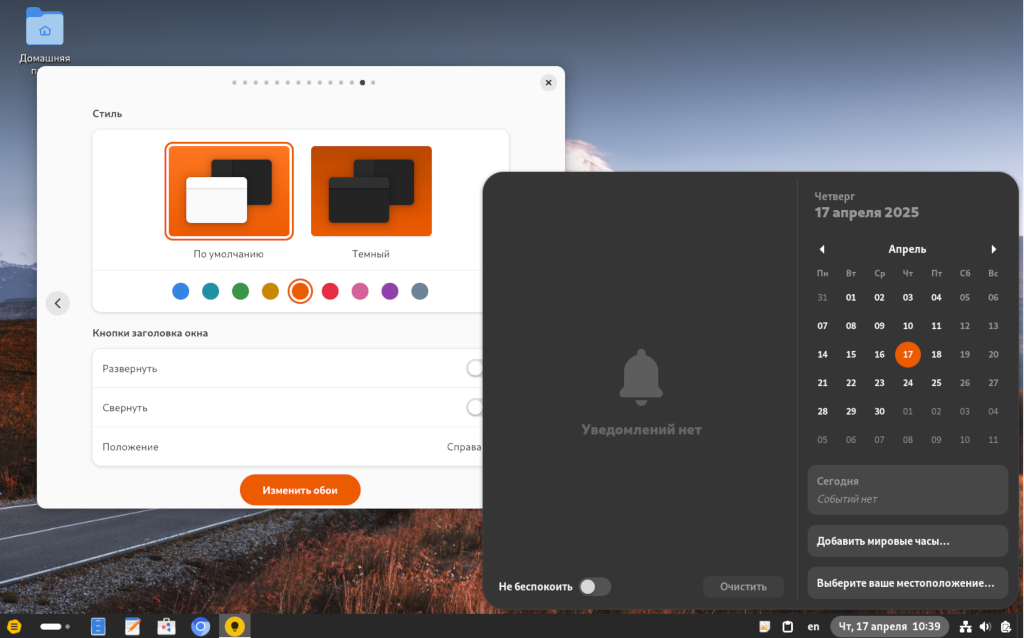 Домашняя
п
Стиль
По умолчанию
Темный
Кнопки заголовка окна
Развернуть
Свернуть
Положение
Справа
Изменить обои
Уведомлений нет
Не беспокоить
Очистить
Четверг
17 апреля 2025
Апрель
Пн Вт Ср Чт Пт Сб Вс
31 01 02 03 04 05 06
07 08 09 10 11 12 13
14 15 16 17 18 19 20
21 22 23 24 25 26 27
28 29 30 01 02 03 04
05 06 07 08 09 10 11
Сегодня
Событий нет
Добавить мировые часы...
Выберите ваше местоположение...
en
Чт, 17 апреля 10:39